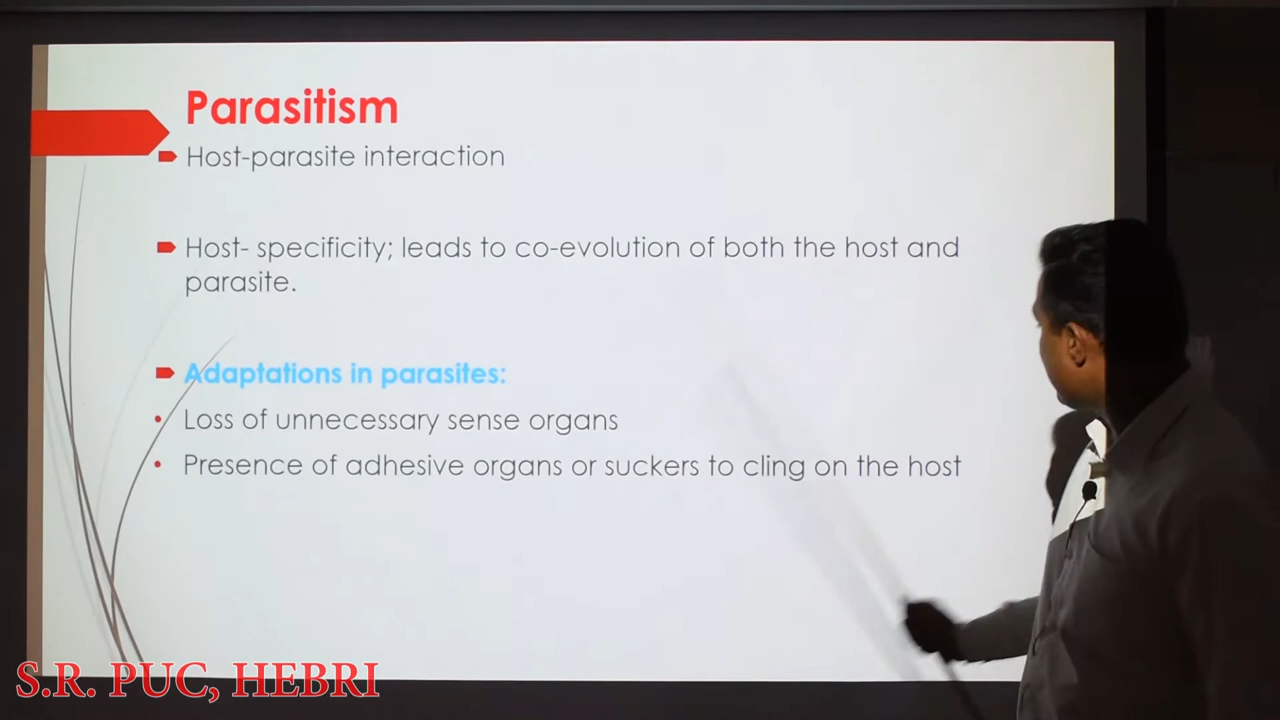 Parasitism
Host-parasite interaction
Host- specificity; leads to co-evolution of both the host and
parasite.
Adaptations in parasites:
Loss of unnecessary sense organs
Presence of adhesive organs or suckers to cling on the host
S.R. PUC, HEBRI